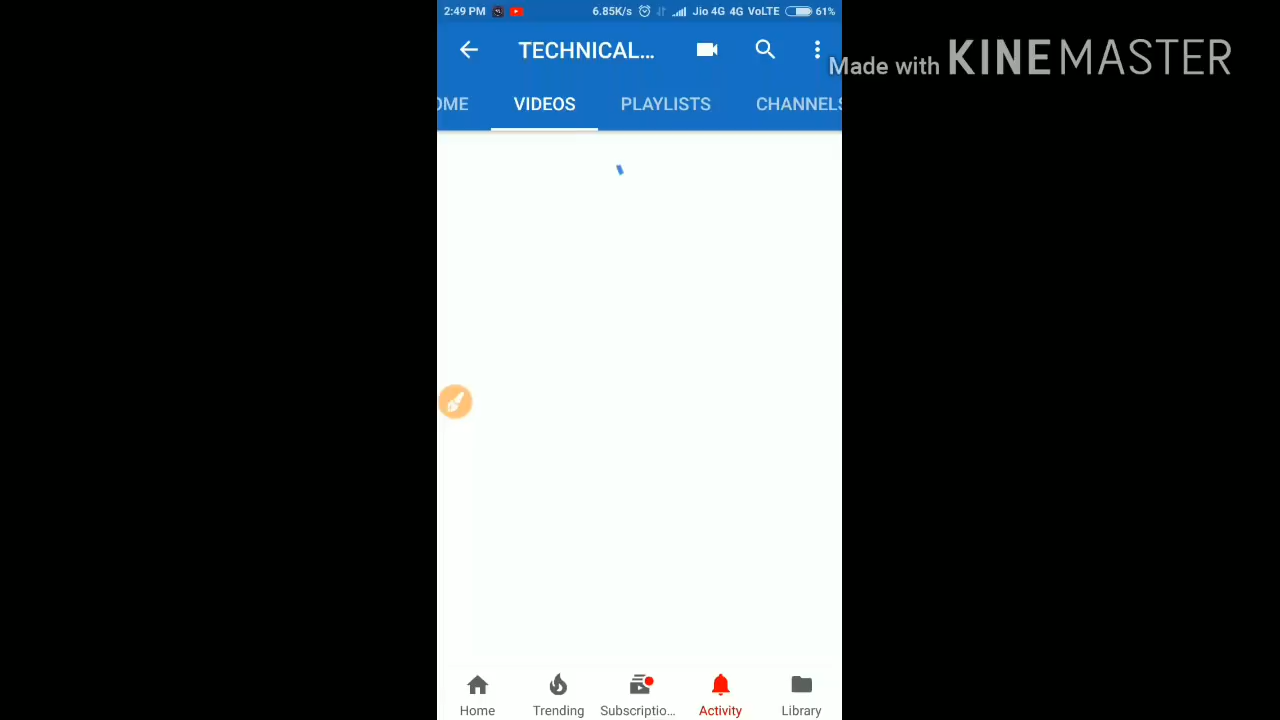 2:49 PM 6.85K/s Jio 4G 4G VoLTE 61%
TECHNICAL...
Made with KINEMASTER
OME VIDEOS PLAYLISTS CHANNELS
Home Trending Subscriptio... Activity Library